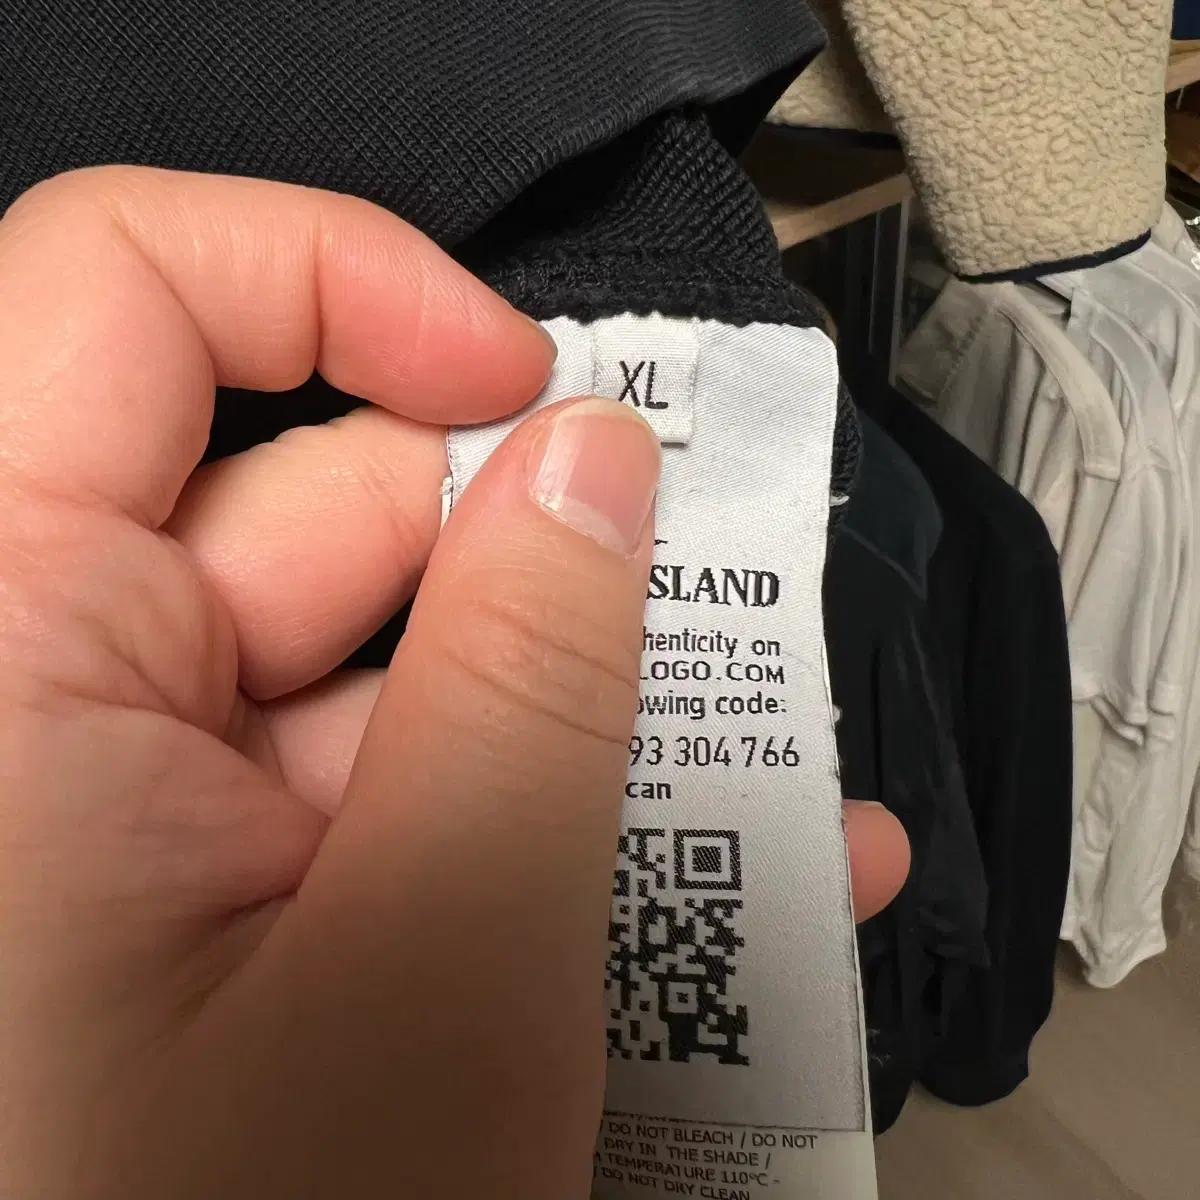 XL
SLAND
henticity on
LOGO.COM
owing code:
93 304 766
can
/ DO NOT BLEACH / DO NOT
DRY IN THE SHADE /
TEMPERATURE 110°C -
DO NOT DRY CLEAN